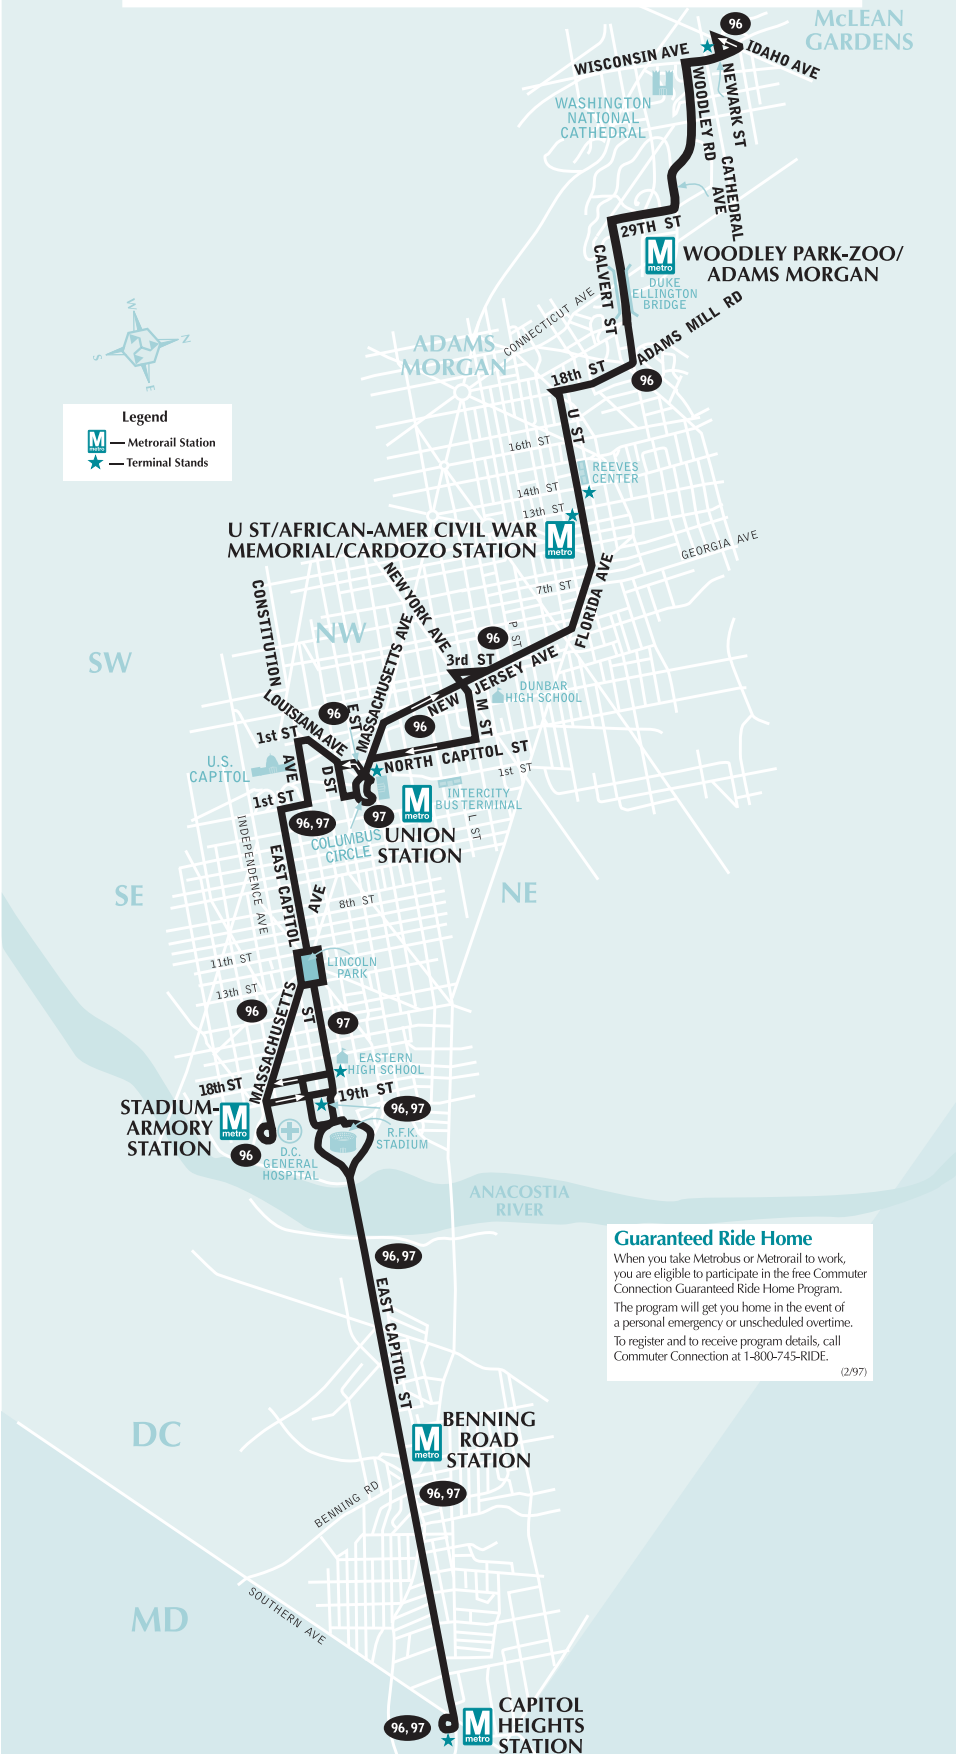 McLEAN
GARDENS
96
WISCONSIN AVE
IDAHO AVE
NEWARK ST
WOODLEY RD
WASHINGTON
NATIONAL
CATHEDRAL
CATHEDRAL
AVE
29TH ST
M
metro
WOODLEY PARK-ZOO/
ADAMS MORGAN
CALVERT ST
DUKE
ELLINGTON
BRIDGE
CONNECTICUT AVE
ADAMS MILL RD
W
N
S
E
ADAMS
MORGAN
18th ST
96
Legend
M
metro
Metrorail Station
Terminal Stands
U ST
16th ST
REEVES
CENTER
14th ST
13th ST
U ST/AFRICAN-AMER CIVIL WAR
MEMORIAL/CARDOZO STATION
M
metro
GEORGIA AVE
7th ST
FLORIDA AVE
CONSTITUTION
NEW YORK AVE
MASSACHUSETTS AVE
NW
P ST
96
SW
3rd ST
NEW JERSEY AVE
DUNBAR
HIGH SCHOOL
LOUISIANA AVE
96
E ST
96
M ST
1st ST
NORTH CAPITOL ST
U.S.
CAPITOL
AVE
D ST
1st ST
INTERCITY
BUS TERMINAL
1st ST
M
metro
96, 97
97
L ST
UNION
STATION
COLUMBUS
CIRCLE
INDEPENDENCE AVE
EAST CAPITOL
AVE
SE
NE
8th ST
11th ST
LINCOLN
PARK
13th ST
96
MASSACHUSETTS
ST
97
EASTERN
HIGH SCHOOL
18th ST
19th ST
96, 97
STADIUM-
ARMORY
STATION
M
metro
96
D.C.
GENERAL
HOSPITAL
R.F.K.
STADIUM
ANACOSTIA
RIVER
96, 97
EAST CAPITOL ST
Guaranteed Ride Home
When you take Metrobus or Metrorail to work,
you are eligible to participate in the free Commuter
Connection Guaranteed Ride Home Program.
The program will get you home in the event of
a personal emergency or unscheduled overtime.
To register and to receive program details, call
Commuter Connection at 1-800-745-RIDE.
(2/97)
DC
M
metro
BENNING
ROAD
STATION
96, 97
BENNING RD
SOUTHERN AVE
MD
96, 97
M
metro
CAPITOL
HEIGHTS
STATION